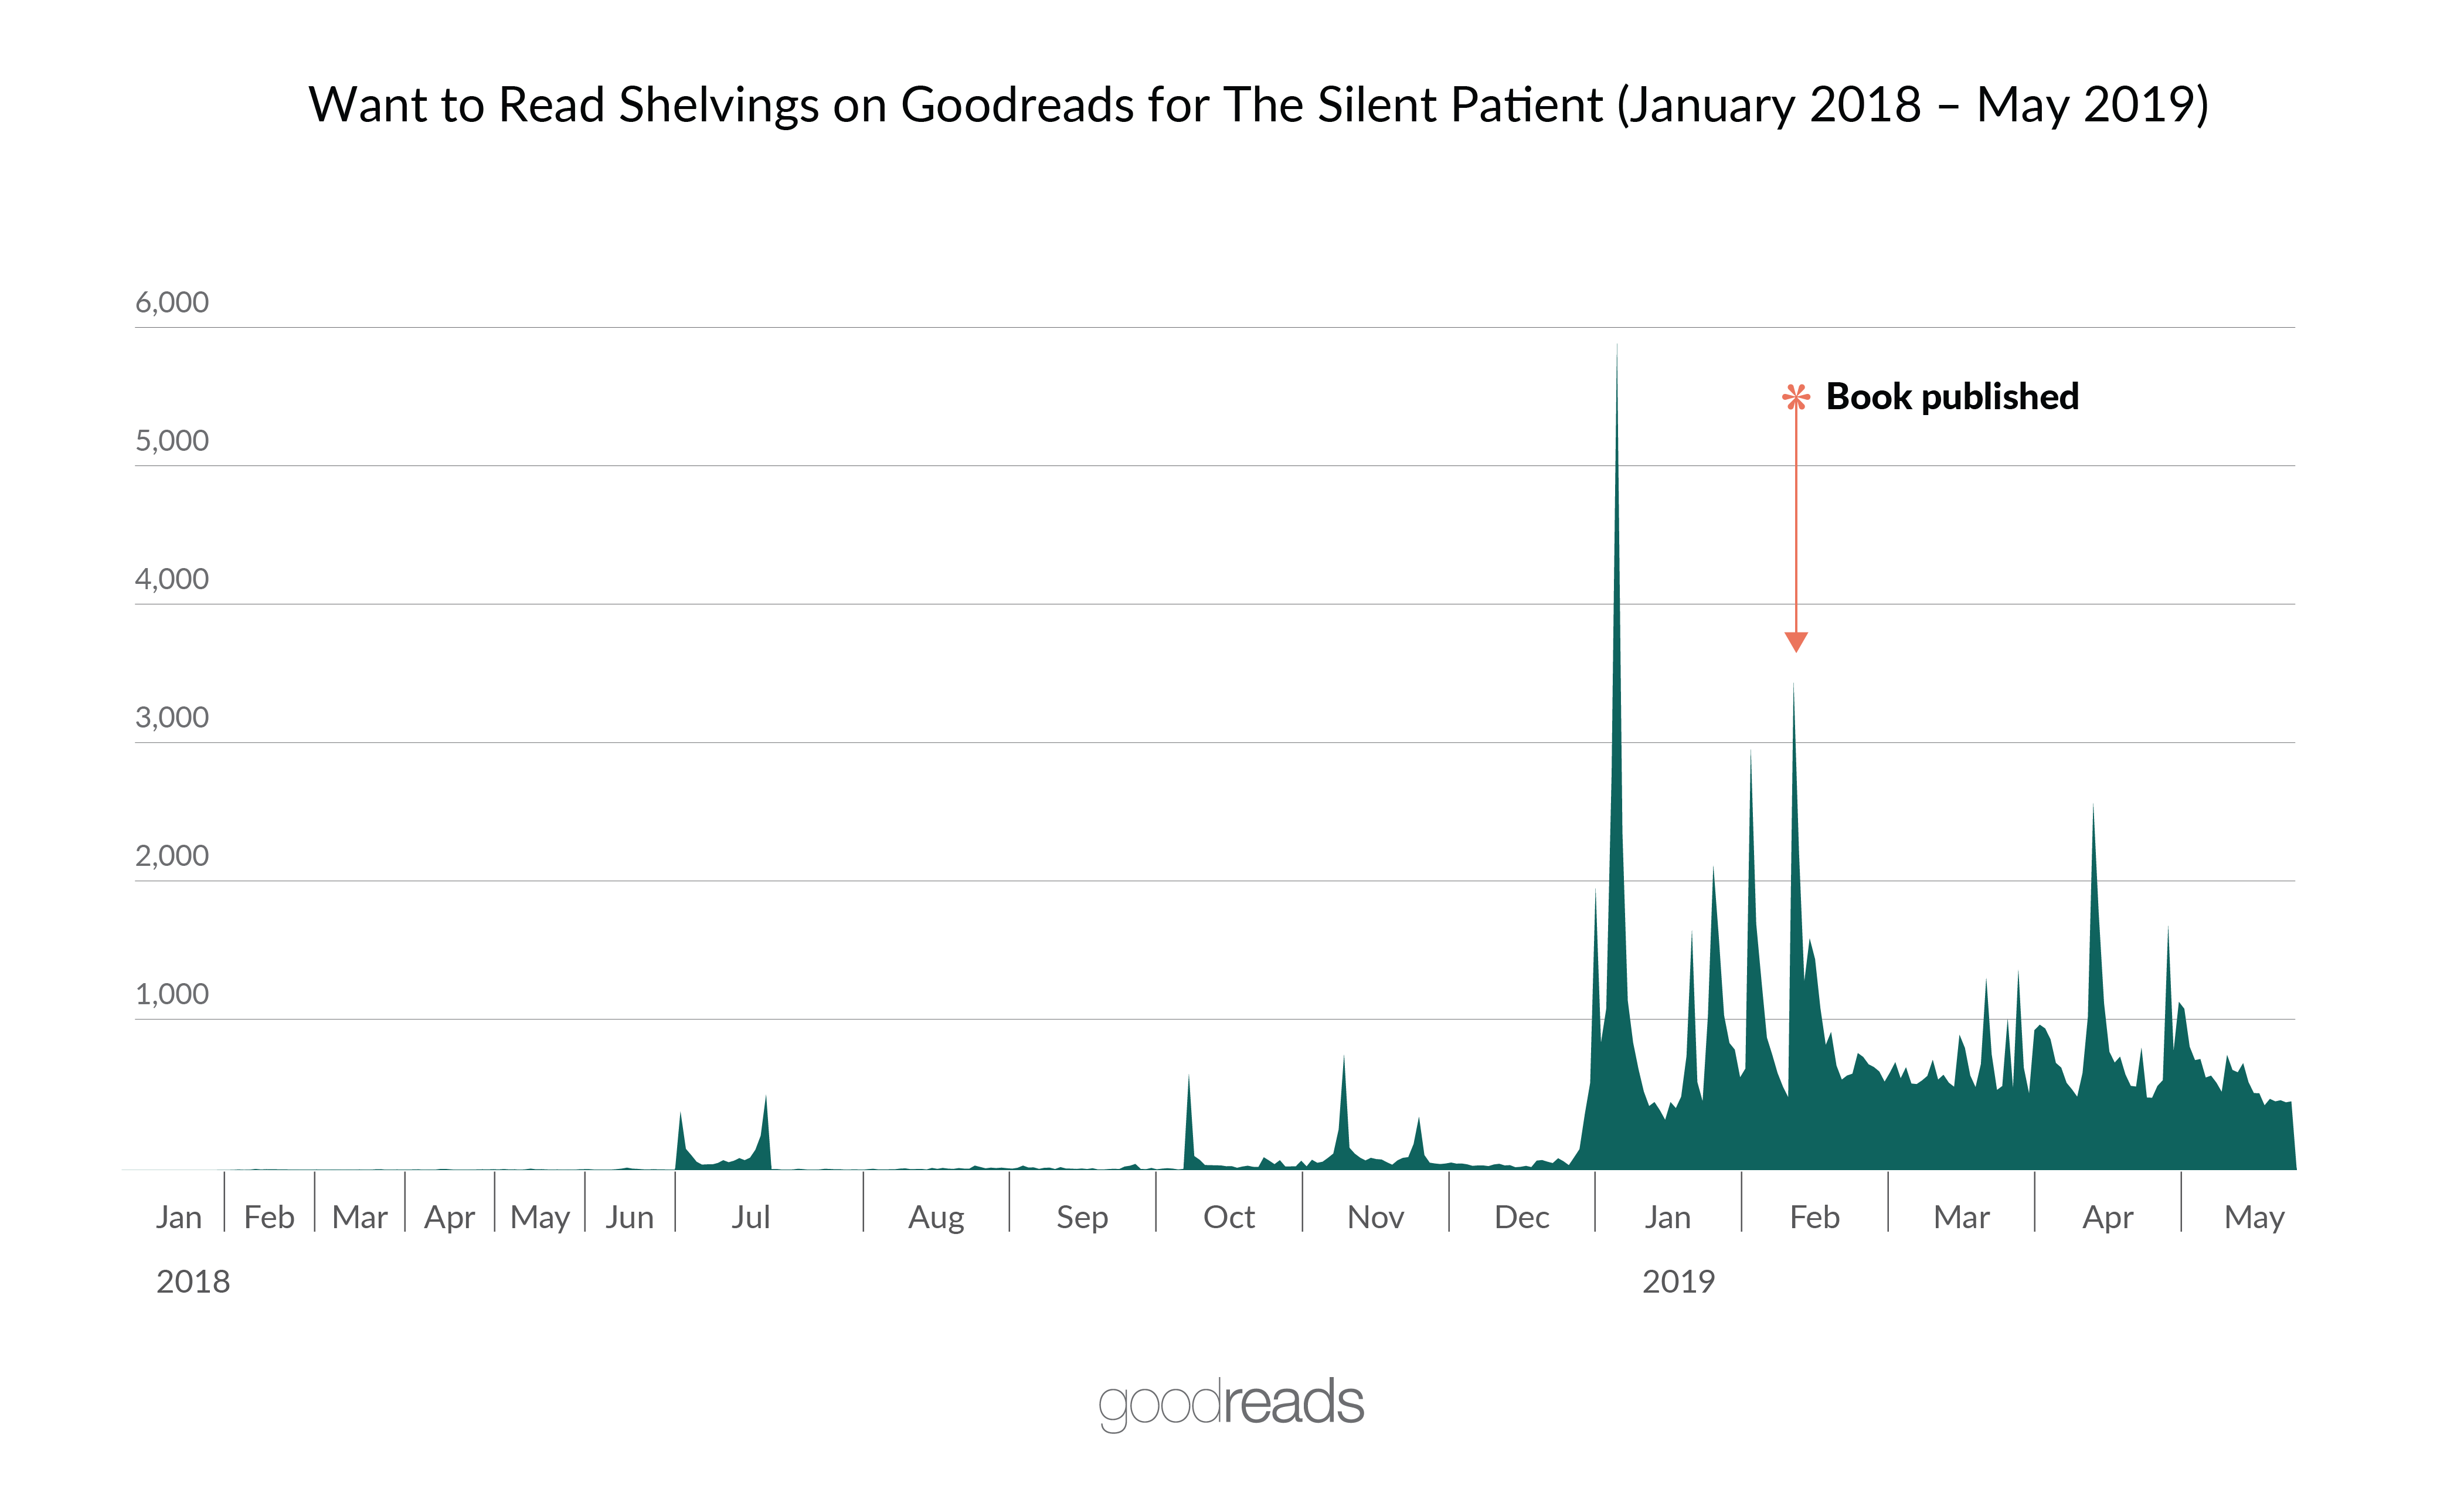 Want to Read Shelvings on Goodreads for The Silent Patient (January 2018 – May 2019)
6,000
* Book published
5,000
4,000
3,000
2,000
1,000
Jan Feb Mar Apr May Jun Jul Aug Sep Oct Nov Dec Jan Feb Mar Apr May
2018 2019
goodreads